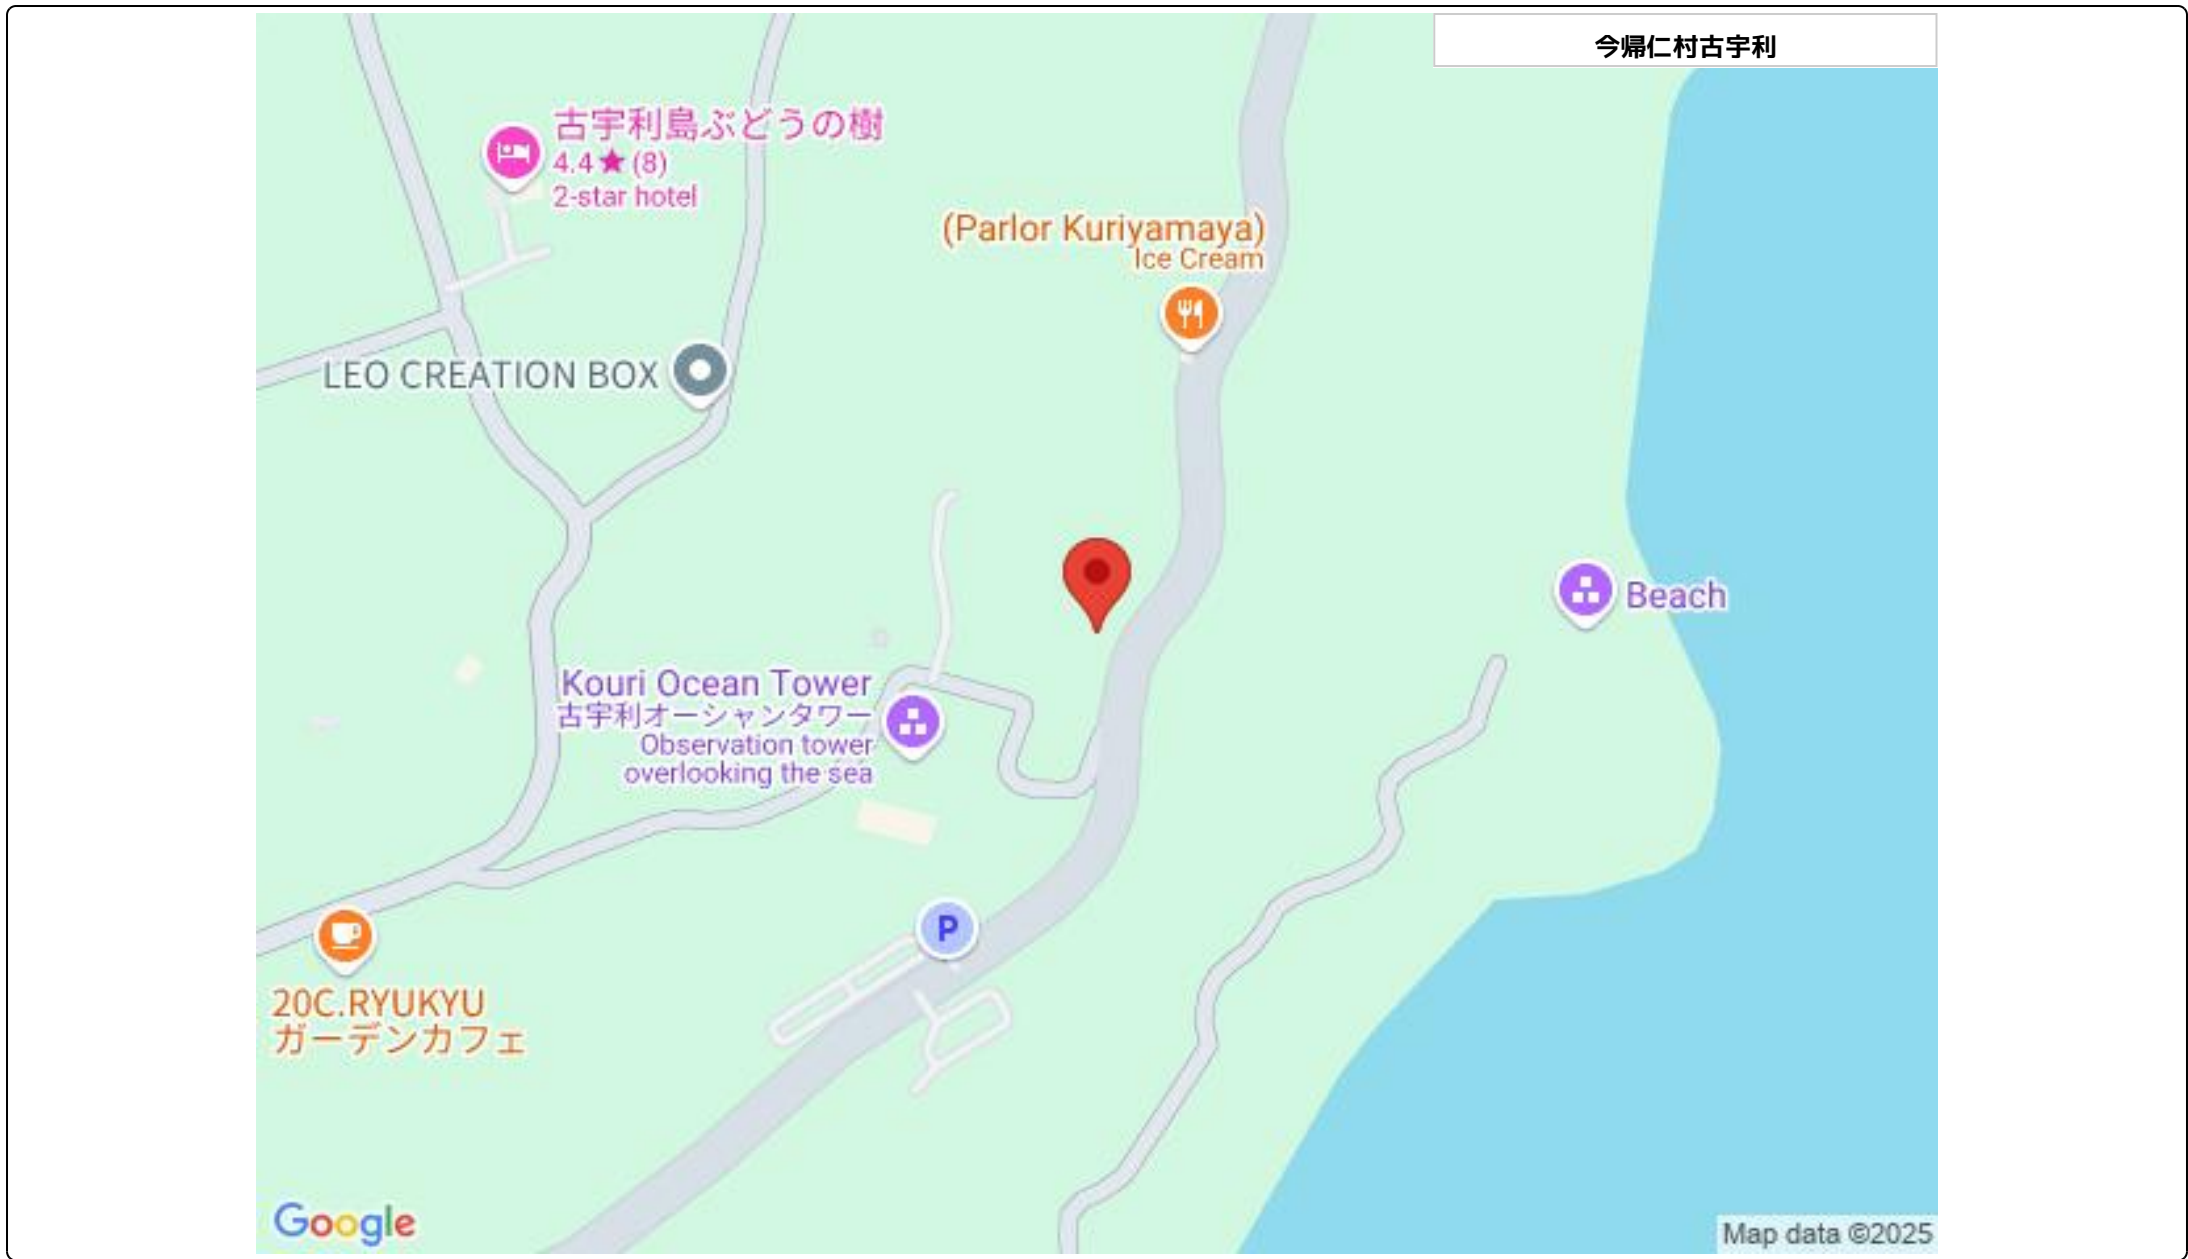 今帰仁村古宇利
古宇利島ぶどうの樹
4.4★(8)
2-star hotel
(Parlor Kuriyamaya)
Ice Cream
LEO CREATION BOX
Beach
Kouri Ocean Tower
古宇利オーシャンタワー
Observation tower
overlooking the sea
P
20C.RYUKYU
ガーデンカフェ
Google
Map data ©2025